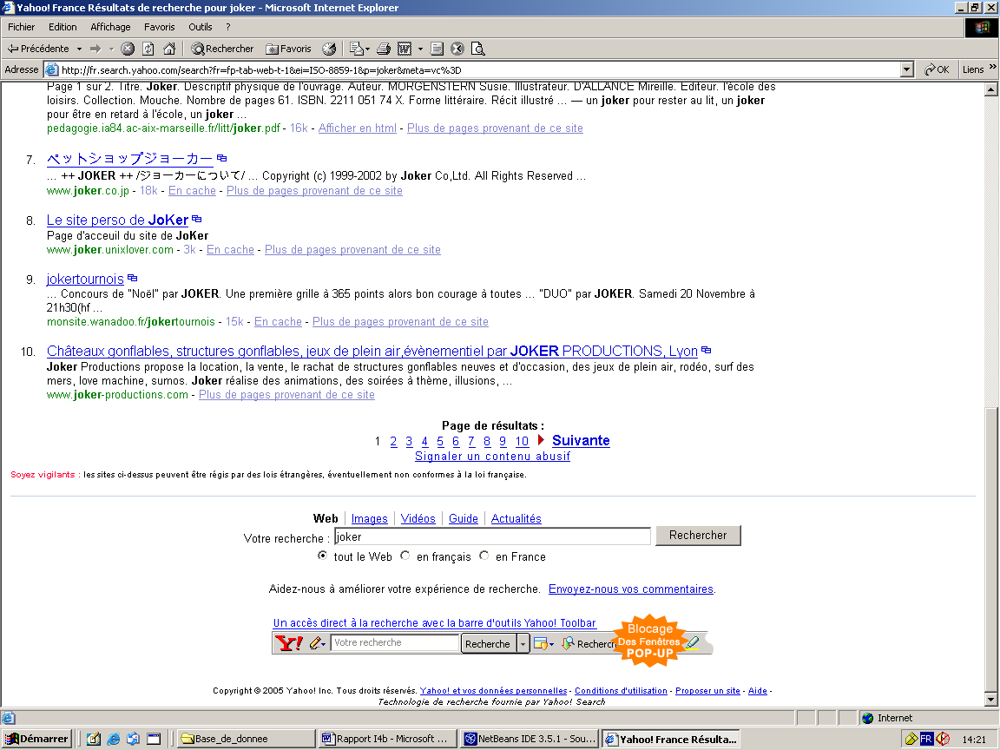 Yahoo! France Résultats de recherche pour joker - Microsoft Internet Explorer
Fichier Edition Affichage Favoris Outils ?
Précédente Rechercher Favoris
Adresse http://fr.search.yahoo.com/search?fr=fp-tab-web-t-1&ei=ISO-8859-1&p=joker&meta=vc%3D OK Liens »
Page 1 sur 2. Titre. Joker. Descriptif physique de l'ouvrage. Auteur. MORGENSTERN Susie. Illustrateur. D'ALLANCE Mireille. Editeur. l'école des
loisirs. Collection. Mouche. Nombre de pages 61. ISBN. 2211 051 74 X. Forme littéraire. Récit illustré ... — un joker pour rester au lit, un joker
pour être en retard à l'école, un joker ...
pedagogie.ia84.ac-aix-marseille.fr/litt/joker.pdf - 16k - Afficher en html - Plus de pages provenant de ce site
7. ペットショップジョーカー
... ++ JOKER ++ /ジョーカーについて/ ... Copyright (c) 1999-2002 by Joker Co,Ltd. All Rights Reserved ...
www.joker.co.jp - 18k - En cache - Plus de pages provenant de ce site
8. Le site perso de JoKer
Page d'acceuil du site de JoKer
www.joker.unixlover.com - 3k - En cache - Plus de pages provenant de ce site
9. jokertournois
... Concours de "Noël" par JOKER. Une première grille à 365 points alors bon courage à toutes ... "DUO" par JOKER. Samedi 20 Novembre à
21h30(hf ...
monsite.wanadoo.fr/jokertournois - 15k - En cache - Plus de pages provenant de ce site
10. Châteaux gonflables, structures gonflables, jeux de plein air,évènementiel par JOKER PRODUCTIONS, Lyon
Joker Productions propose la location, la vente, le rachat de structures gonflables neuves et d'occasion, des jeux de plein air, rodéo, surf des
mers, love machine, sumos. Joker réalise des animations, des soirées à thème, illusions, ...
www.joker-productions.com - Plus de pages provenant de ce site
Page de résultats :
1 2 3 4 5 6 7 8 9 10 Suivante
Signaler un contenu abusif
Soyez vigilants : les sites ci-dessus peuvent être régis par des lois étrangères, éventuellement non conformes à la loi française.
Web | Images | Vidéos | Guide | Actualités
Votre recherche : joker Rechercher
tout le Web en français en France
Aidez-nous à améliorer votre expérience de recherche. Envoyez-nous vos commentaires.
Un accès direct à la recherche avec la barre d'outils Yahoo! Toolbar
Y! Votre recherche Recherche Recherch
Blocage
Des Fenêtres
POP-UP
Copyright © 2005 Yahoo! Inc. Tous droits réservés. Yahoo! et vos données personnelles - Conditions d'utilisation - Proposer un site - Aide -
Technologie de recherche fournie par Yahoo! Search
Internet
Démarrer Base_de_donnee Rapport I4b - Microsoft ... NetBeans IDE 3.5.1 - Sou... Yahoo! France Résulta... FR 14:21